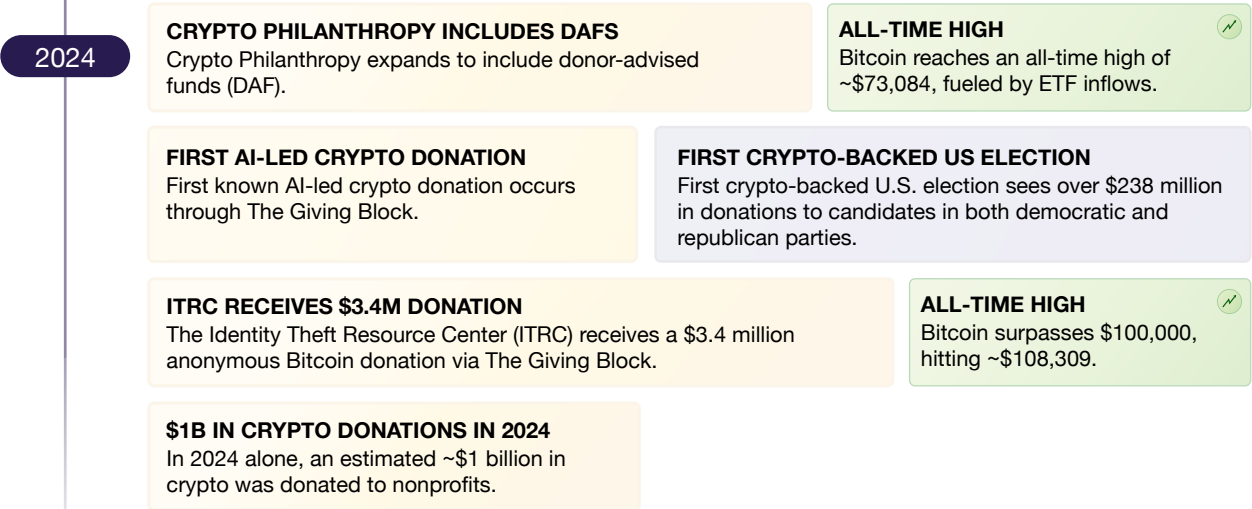 2024
CRYPTO PHILANTHROPY INCLUDES DAFS
Crypto Philanthropy expands to include donor-advised
funds (DAF).
ALL-TIME HIGH
Bitcoin reaches an all-time high of
~$73,084, fueled by ETF inflows.
FIRST AI-LED CRYPTO DONATION
First known AI-led crypto donation occurs
through The Giving Block.
FIRST CRYPTO-BACKED US ELECTION
First crypto-backed U.S. election sees over $238 million
in donations to candidates in both democratic and
republican parties.
ITRC RECEIVES $3.4M DONATION
The Identity Theft Resource Center (ITRC) receives a $3.4 million
anonymous Bitcoin donation via The Giving Block.
ALL-TIME HIGH
Bitcoin surpasses $100,000,
hitting ~$108,309.
$1B IN CRYPTO DONATIONS IN 2024
In 2024 alone, an estimated ~$1 billion in
crypto was donated to nonprofits.